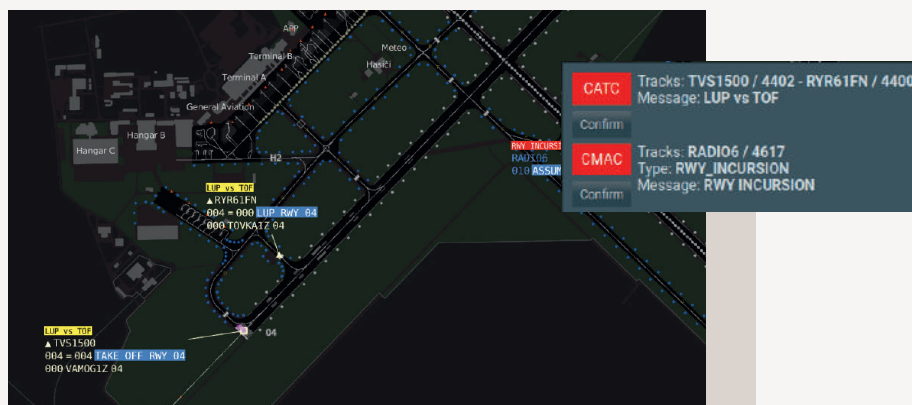 APP
Terminal B
Terminal A
General Aviation
Hangar B
Hangar C
Meteo
Hasiči
H2
RWY INCURSI
RADIO6
010 ASSUM
LUP vs TOF
▲RYR61FN
004 = 000 LUP RWY 04
000 TOVKA1Z 04
04
LUP vs TOF
▲TVS1500
004 = 004 TAKE OFF RWY 04
000 VAMOG1Z 04
CATC
Tracks: TVS1500 / 4402 - RYR61FN / 4400
Message: LUP vs TOF
Confirm
CMAC
Tracks: RADIO6 / 4617
Type: RWY_INCURSION
Message: RWY INCURSION
Confirm